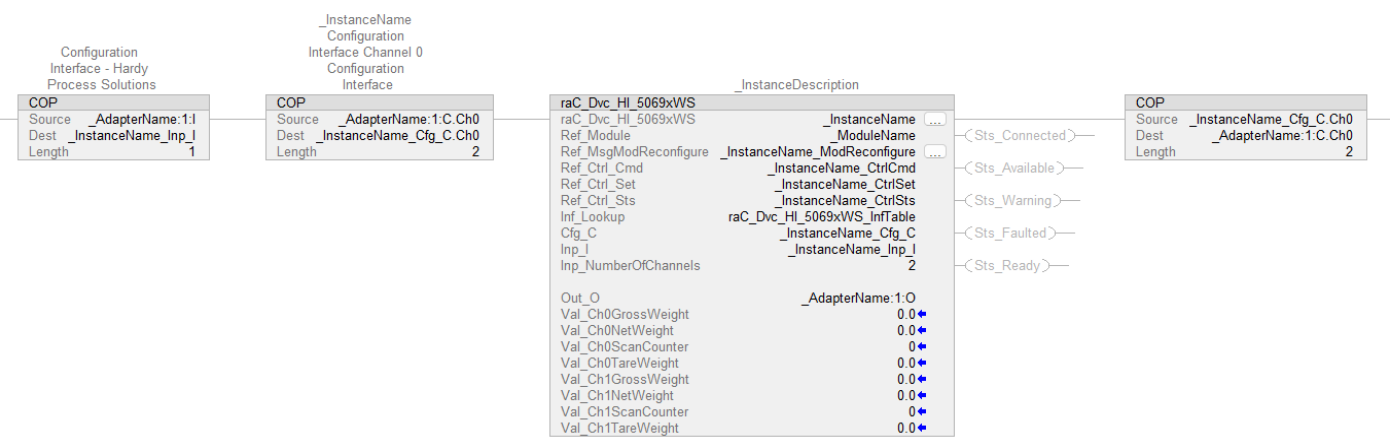 Configuration
Interface - Hardy
Process Solutions
COP
Source _AdapterName:1:I
Dest _InstanceName_Inp_I
Length 1
_InstanceName
Configuration
Interface Channel 0
Configuration
Interface
COP
Source _AdapterName:1:C.Ch0
Dest _InstanceName_Cfg_C.Ch0
Length 2
_InstanceDescription
raC_Dvc_HI_5069xWS
raC_Dvc_HI_5069xWS _InstanceName ...
Ref_Module _ModuleName Sts_Connected
Ref_MsgModReconfigure _InstanceName_ModReconfigure ...
Ref_Ctrl_Cmd _InstanceName_CtrlCmd Sts_Available
Ref_Ctrl_Set _InstanceName_CtrlSet
Ref_Ctrl_Sts _InstanceName_CtrlSts Sts_Warning
Inf_Lookup raC_Dvc_HI_5069xWS_InfTable
Cfg_C _InstanceName_Cfg_C Sts_Faulted
Inp_I _InstanceName_Inp_I
Inp_NumberOfChannels 2 Sts_Ready
Out_O _AdapterName:1:O
Val_Ch0GrossWeight 0.0
Val_Ch0NetWeight 0.0
Val_Ch0ScanCounter 0
Val_Ch0TareWeight 0.0
Val_Ch1GrossWeight 0.0
Val_Ch1NetWeight 0.0
Val_Ch1ScanCounter 0
Val_Ch1TareWeight 0.0
COP
Source _InstanceName_Cfg_C.Ch0
Dest _AdapterName:1:C.Ch0
Length 2